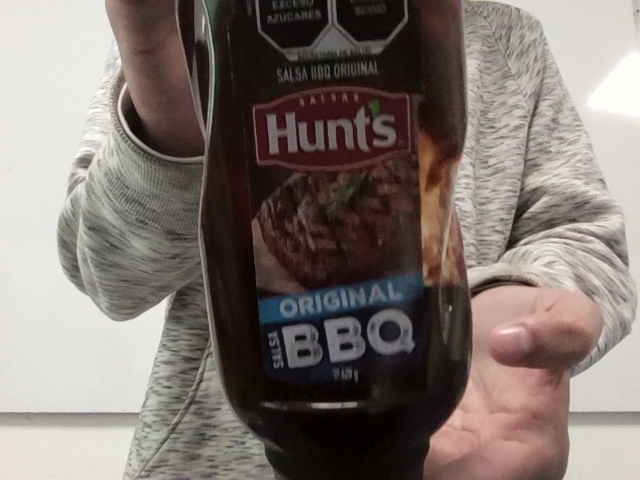 EXCESO
AZÚCARES
SODIO
SALSA BBQ ORIGINAL
SALSAS
Hunt's
ORIGINAL
SALSA
BBQ